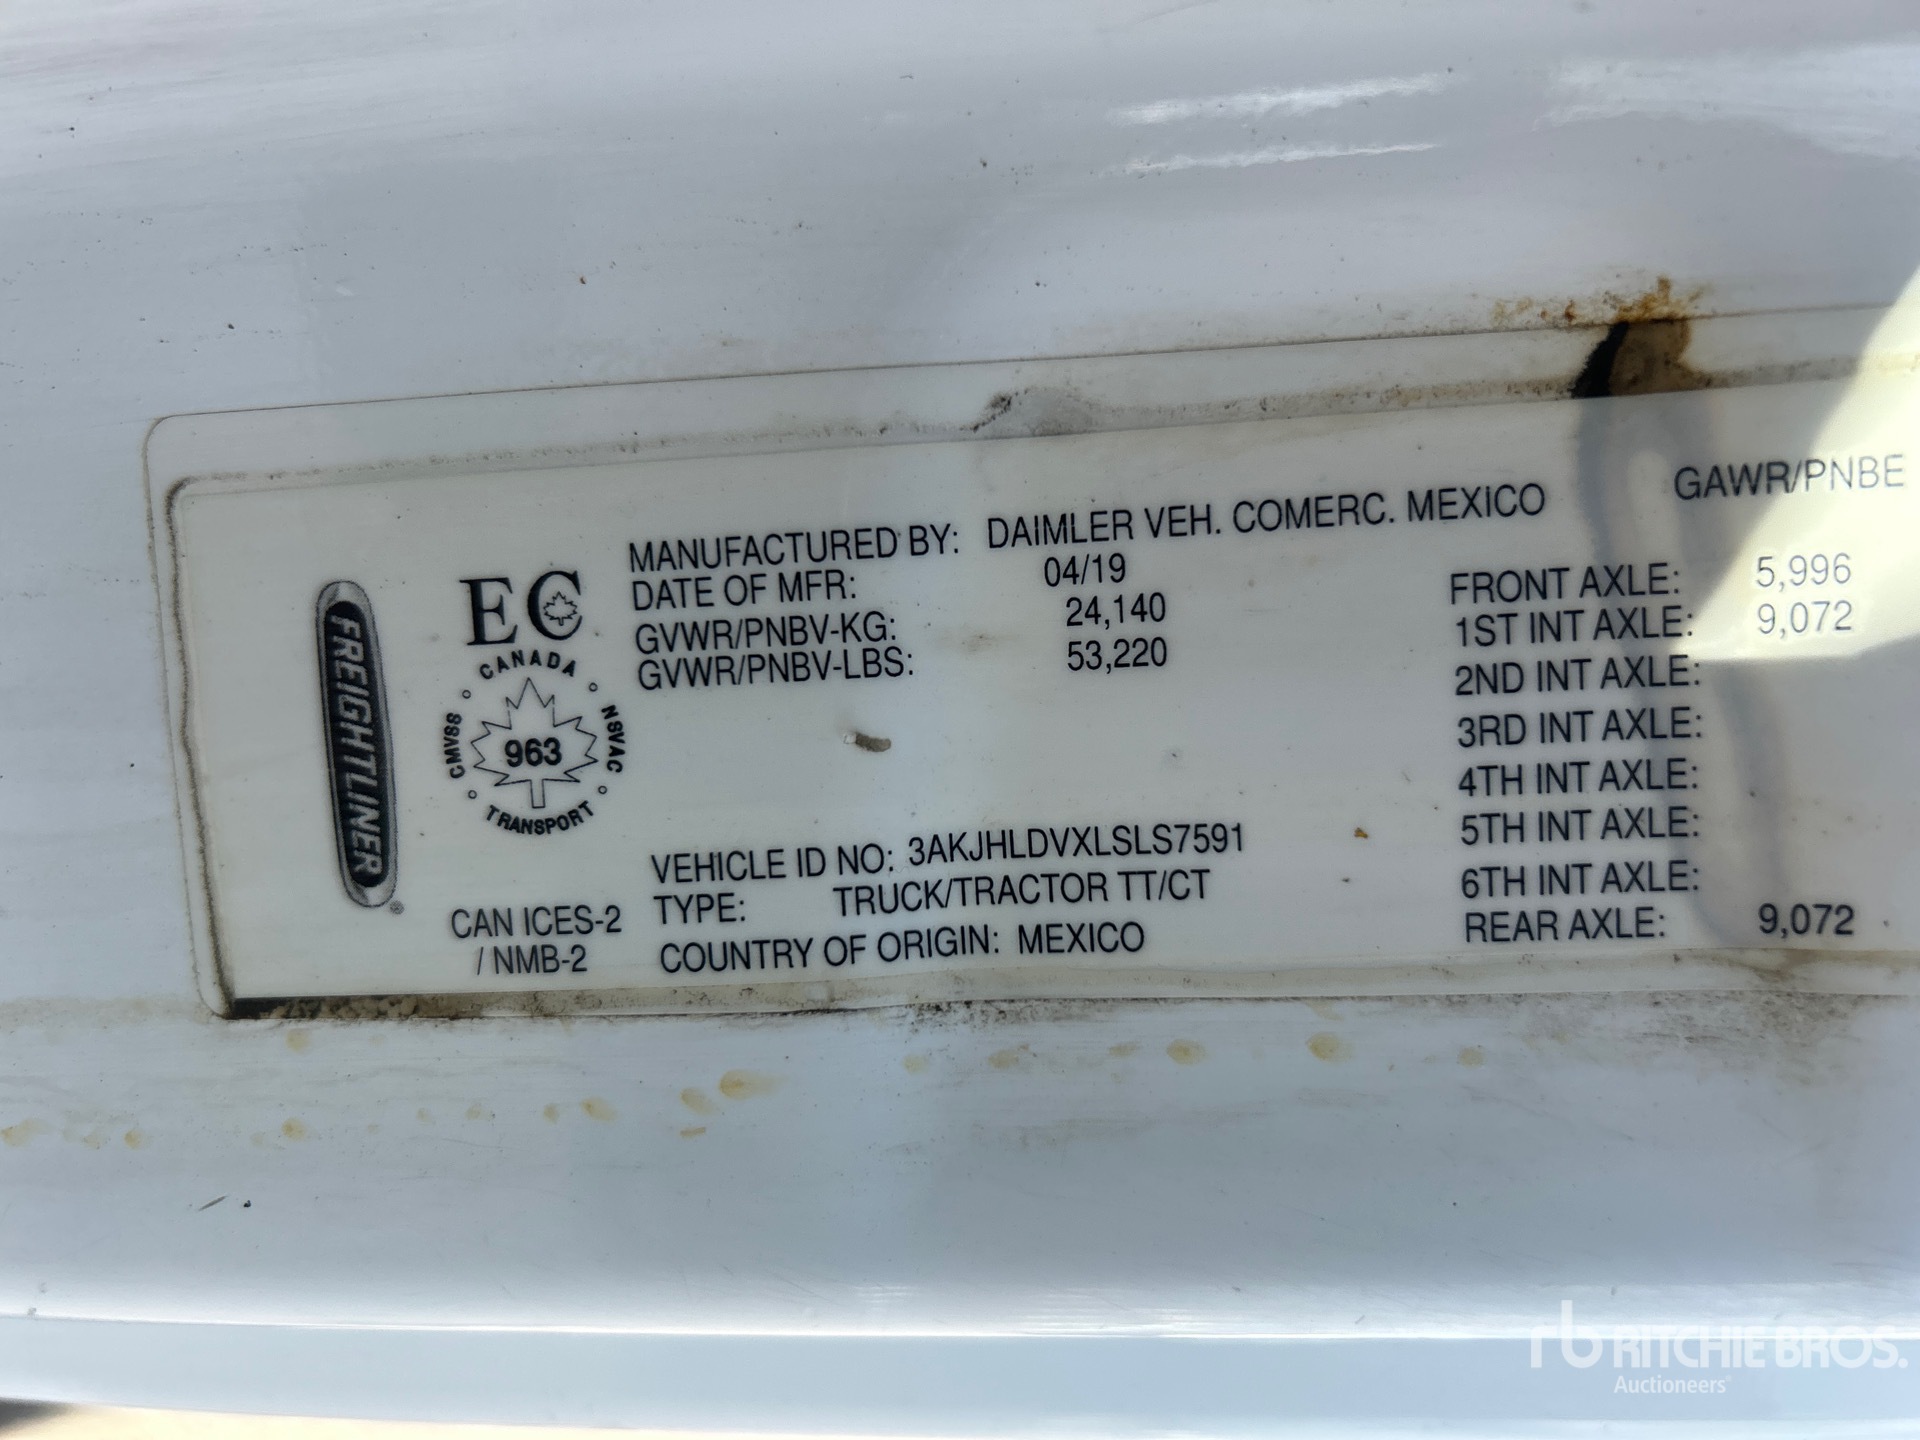 GAWR/PNBE
MANUFACTURED BY: DAIMLER VEH. COMERC. MEXICO
DATE OF MFR: 04/19
GVWR/PNBV-KG: 24,140
GVWR/PNBV-LBS: 53,220
FRONT AXLE: 5,996
1ST INT AXLE: 9,072
2ND INT AXLE:
3RD INT AXLE:
4TH INT AXLE:
5TH INT AXLE:
6TH INT AXLE:
REAR AXLE: 9,072
FREIGHTLINER®
EC
CANADA
CMVSS
NSVAC
963
TRANSPORT
CAN ICES-2
/ NMB-2
VEHICLE ID NO: 3AKJHLDVXLSLS7591
TYPE: TRUCK/TRACTOR TT/CT
COUNTRY OF ORIGIN: MEXICO
rb RITCHIE BROS.
Auctioneers